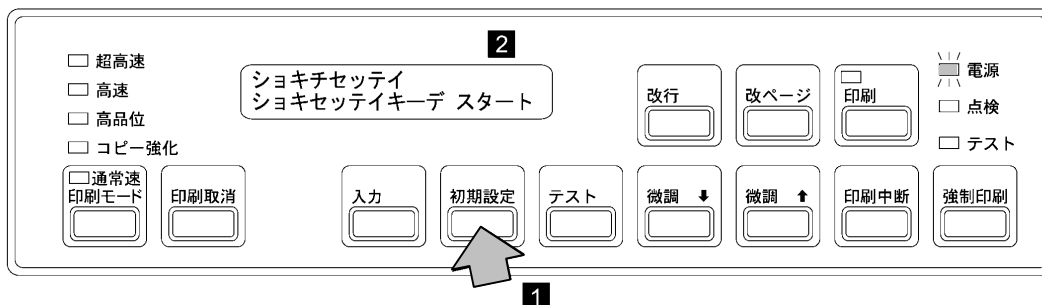 2
超高速
高速
高品位
コピー強化
ショキチセッテイ
ショキセッテイキーデ スタート
改行
改ページ
印刷
電源
点検
テスト
通常速
印刷モード
印刷取消
入力
初期設定
テスト
微調 ⬇
微調 ⬆
印刷中断
強制印刷
1